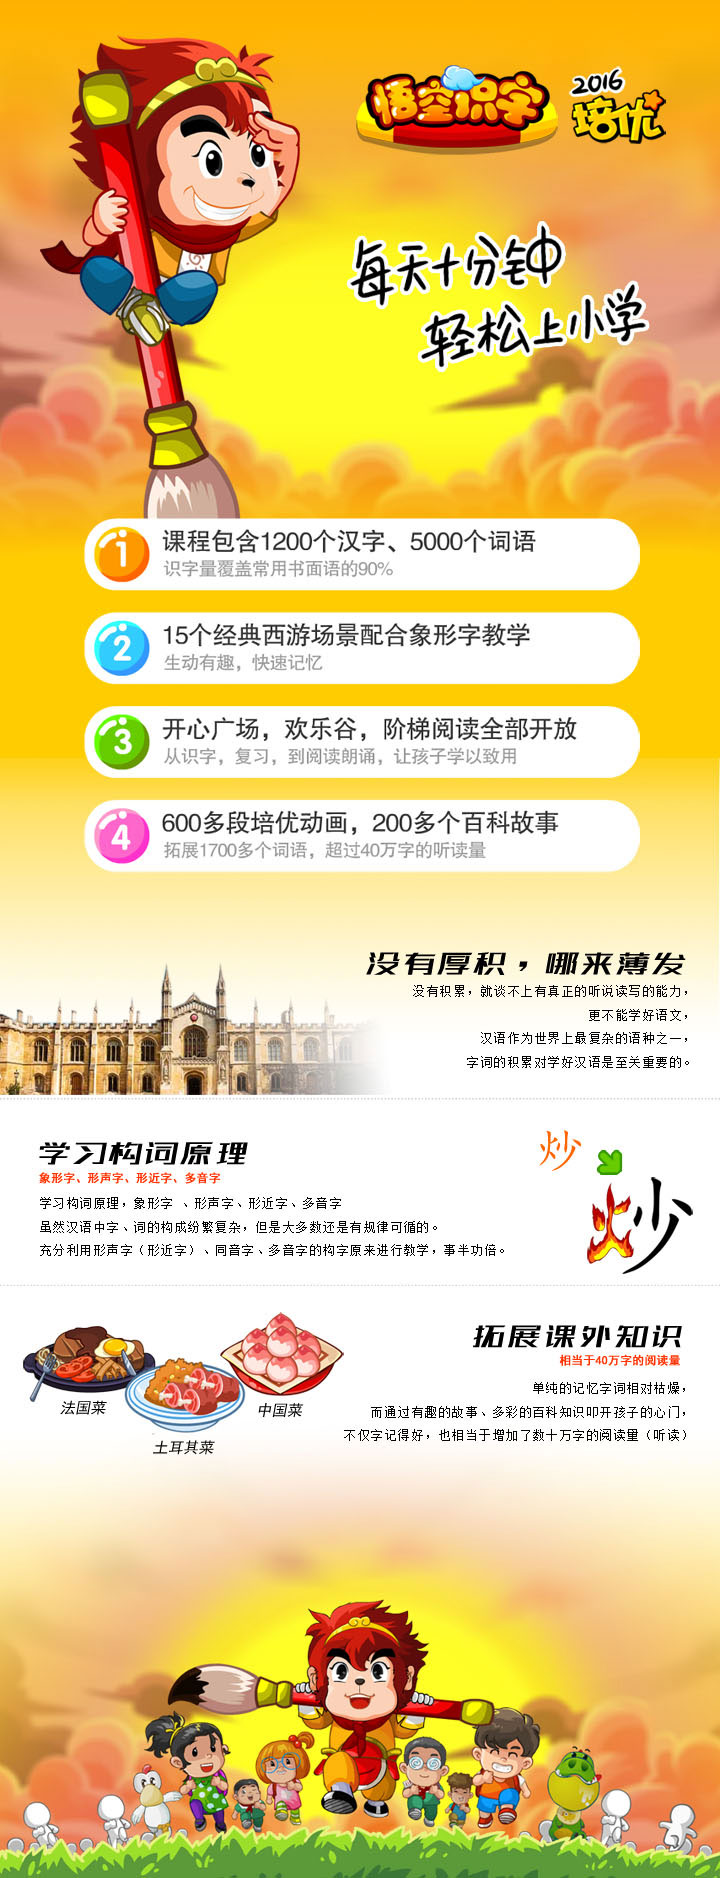 悟空识字
2016
培优
每天十分钟
轻松上小学
1
课程包含1200个汉字、5000个词语
识字量覆盖常用书面语的90%
2
15个经典西游场景配合象形字教学
生动有趣，快速记忆
3
开心广场，欢乐谷，阶梯阅读全部开放
从识字，复习，到阅读朗诵，让孩子学以致用
4
600多段培优动画，200多个百科故事
拓展1700多个词语，超过40万字的听读量
没有厚积，哪来薄发
没有积累，就谈不上有真正的听说读写的能力，
更不能学好语文，
汉语作为世界上最复杂的语种之一，
字词的积累对学好汉语是至关重要的。
学习构词原理
象形字、形声字、形近字、多音字
学习构词原理，象形字 、形声字、形近字、多音字
虽然汉语中字、词的构成纷繁复杂，但是大多数还是有规律可循的。
充分利用形声字（形近字）、同音字、多音字的构字原来进行教学，事半功倍。
炒
炒
法国菜
土耳其菜
中国菜
拓展课外知识
相当于40万字的阅读量
单纯的记忆字词相对枯燥，
而通过有趣的故事、多彩的百科知识叩开孩子的心门，
不仅字记得好，也相当于增加了数十万字的阅读量（听读）